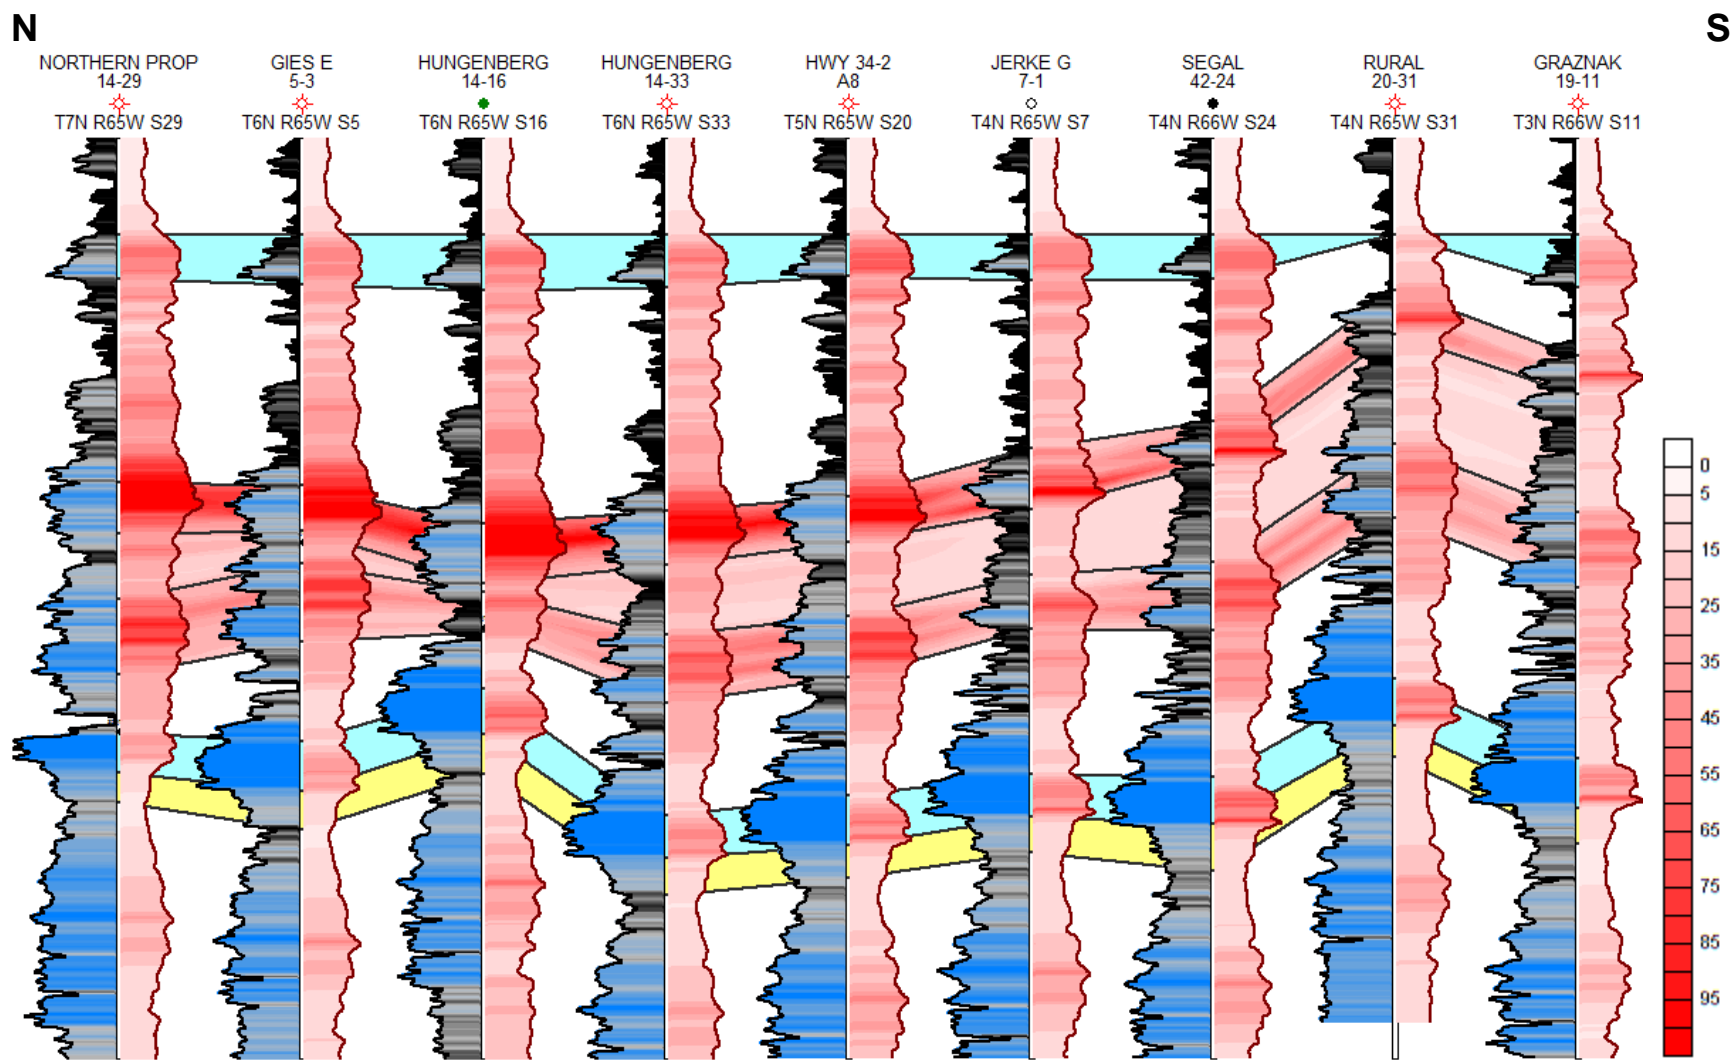 N
S
NORTHERN PROP
14-29
T7N R65W S29
GIES E
5-3
T6N R65W S5
HUNGENBERG
14-16
T6N R65W S16
HUNGENBERG
14-33
T6N R65W S33
HWY 34-2
A8
T5N R65W S20
JERKE G
7-1
T4N R65W S7
SEGAL
42-24
T4N R66W S24
RURAL
20-31
T4N R65W S31
GRAZNAK
19-11
T3N R66W S11
0
5
15
25
35
45
55
65
75
85
95